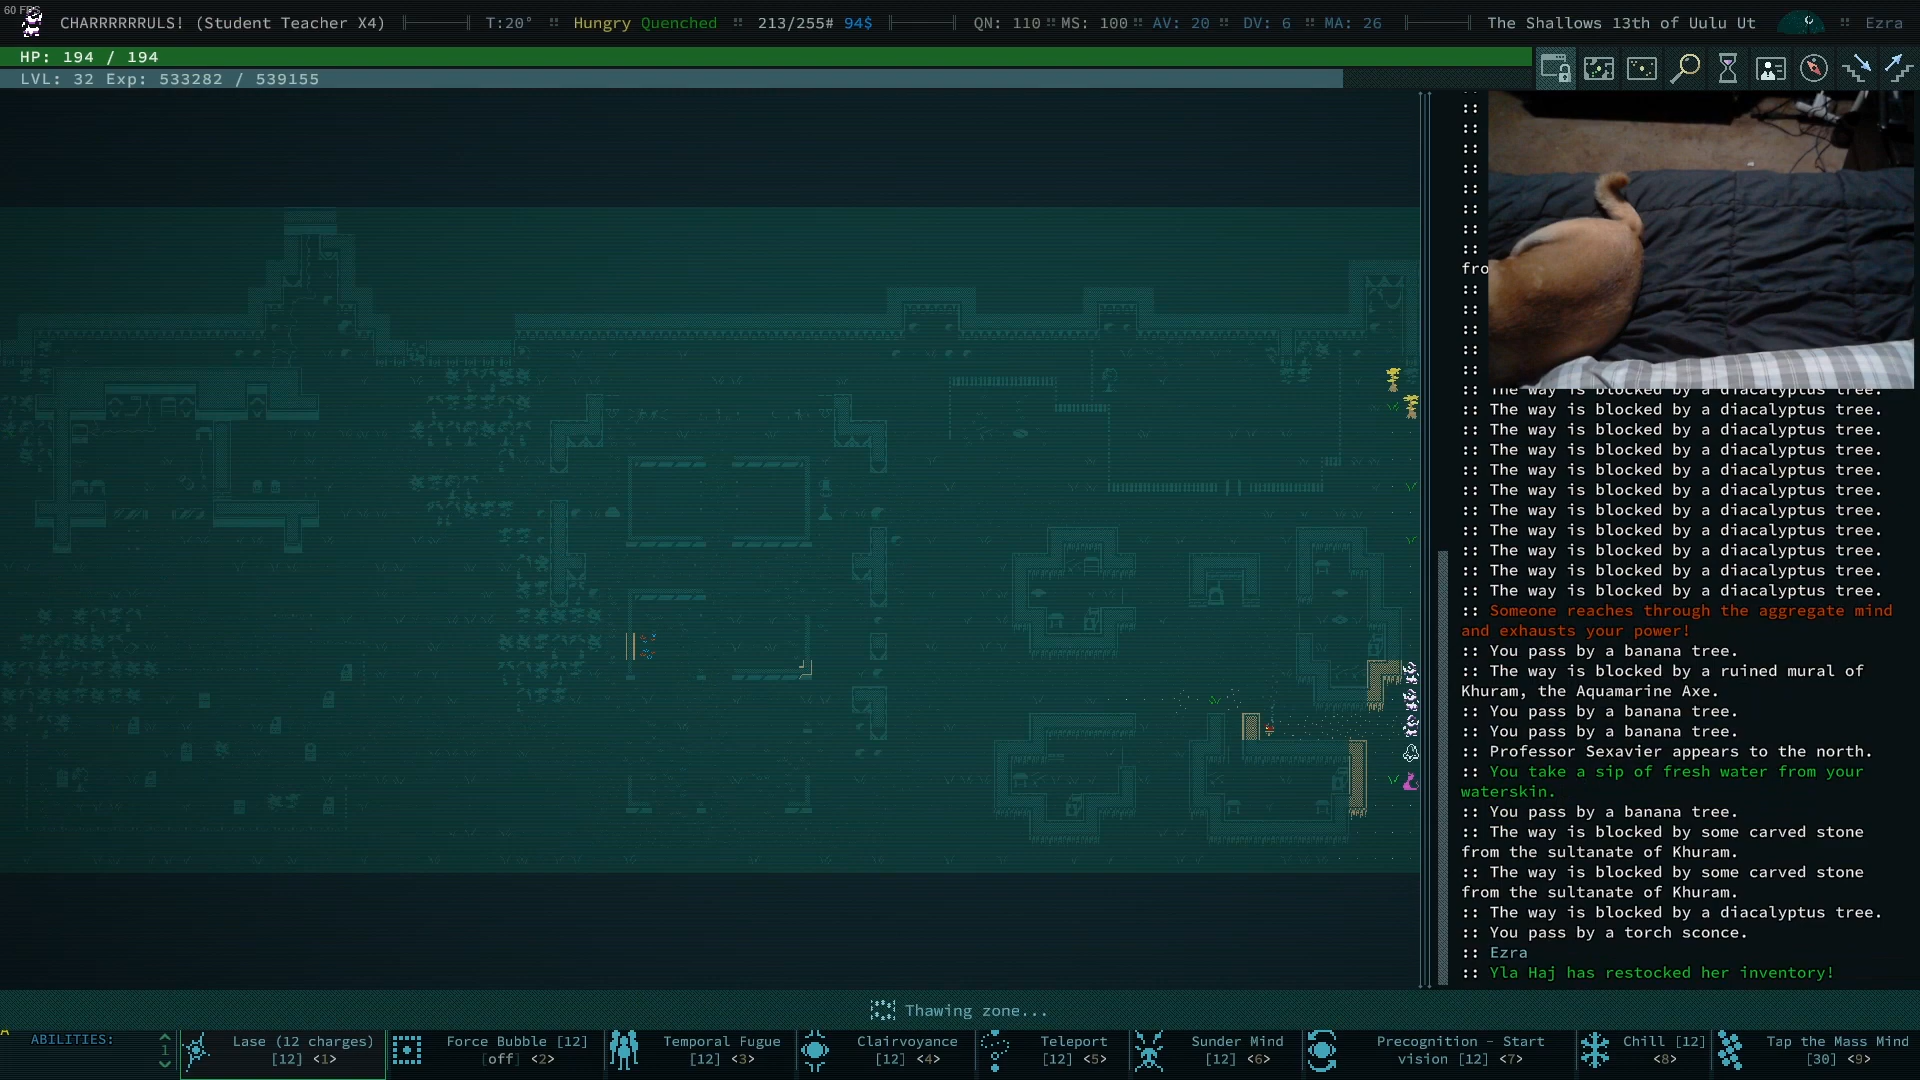 60 FPS
CHARRRRRRULS! (Student Teacher X4)
T:20° :: Hungry Quenched :: 213/255# 94$
QN: 110 :: MS: 100 :: AV: 20 :: DV: 6 :: MA: 26
The Shallows 13th of Uulu Ut :: Ezra
HP: 194 / 194
LVL: 32 Exp: 533282 / 539155
fro
:: The way is blocked by a diacalyptus tree.
:: The way is blocked by a diacalyptus tree.
:: The way is blocked by a diacalyptus tree.
:: The way is blocked by a diacalyptus tree.
:: The way is blocked by a diacalyptus tree.
:: The way is blocked by a diacalyptus tree.
:: The way is blocked by a diacalyptus tree.
:: The way is blocked by a diacalyptus tree.
:: The way is blocked by a diacalyptus tree.
:: The way is blocked by a diacalyptus tree.
:: The way is blocked by a diacalyptus tree.
:: Someone reaches through the aggregate mind
and exhausts your power!
:: You pass by a banana tree.
:: The way is blocked by a ruined mural of
Khuram, the Aquamarine Axe.
:: You pass by a banana tree.
:: You pass by a banana tree.
:: Professor Sexavier appears to the north.
:: You take a sip of fresh water from your
waterskin.
:: You pass by a banana tree.
:: The way is blocked by some carved stone
from the sultanate of Khuram.
:: The way is blocked by some carved stone
from the sultanate of Khuram.
:: The way is blocked by a diacalyptus tree.
:: You pass by a torch sconce.
:: Ezra
:: Yla Haj has restocked her inventory!
Thawing zone...
ABILITIES: 1
Lase (12 charges) [12] <1>
Force Bubble [12] [off] <2>
Temporal Fugue [12] <3>
Clairvoyance [12] <4>
Teleport [12] <5>
Sunder Mind [12] <6>
Precognition - Start vision [12] <7>
Chill [12] <8>
Tap the Mass Mind [30] <9>